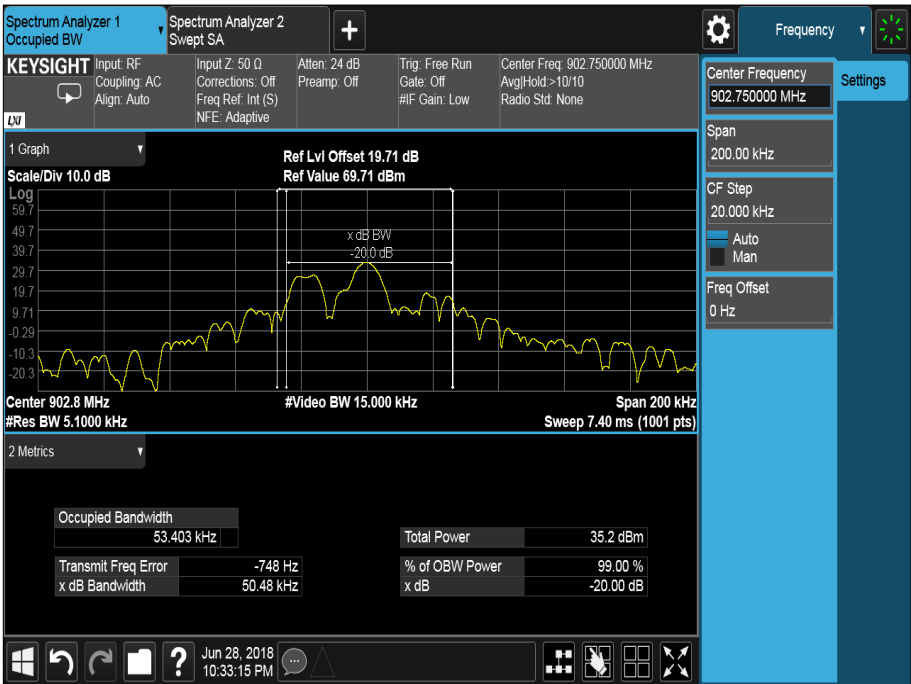 Spectrum Analyzer 1
Occupied BW
Spectrum Analyzer 2
Swept SA
+
Frequency
KEYSIGHT
LXI
Input: RF
Coupling: AC
Align: Auto
Input Z: 50 Ω
Corrections: Off
Freq Ref: Int (S)
NFE: Adaptive
Atten: 24 dB
Preamp: Off
Trig: Free Run
Gate: Off
#IF Gain: Low
Center Freq: 902.750000 MHz
Avg|Hold:>10/10
Radio Std: None
Center Frequency
902.750000 MHz
Settings
Span
200.00 kHz
CF Step
20.000 kHz
Auto
Man
Freq Offset
0 Hz
1 Graph
Scale/Div 10.0 dB
Ref Lvl Offset 19.71 dB
Ref Value 69.71 dBm
Log
59.7
49.7
39.7
29.7
19.7
9.71
-0.29
-10.3
-20.3
x dB BW
-20.0 dB
Center 902.8 MHz
#Video BW 15.000 kHz
Span 200 kHz
#Res BW 5.1000 kHz
Sweep 7.40 ms (1001 pts)
2 Metrics
Occupied Bandwidth
53.403 kHz
Total Power 35.2 dBm
Transmit Freq Error -748 Hz
% of OBW Power 99.00 %
x dB Bandwidth 50.48 kHz
x dB -20.00 dB
?
Jun 28, 2018
10:33:15 PM